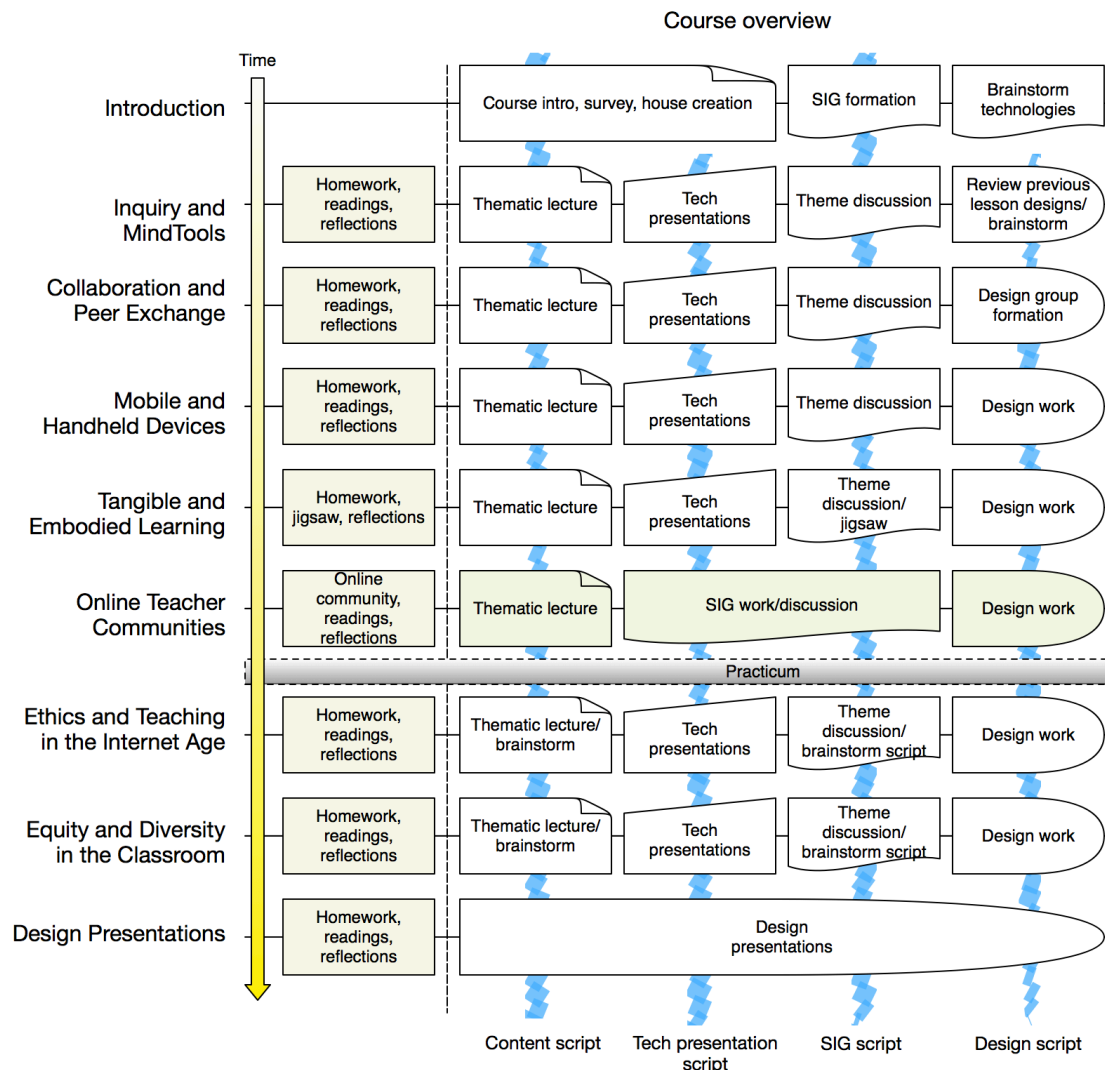 Course overview
Time
Introduction
Course intro, survey, house creation
SIG formation
Brainstorm
technologies
Inquiry and
MindTools
Homework,
readings,
reflections
Thematic lecture
Tech
presentations
Theme discussion
Review previous
lesson designs/
brainstorm
Collaboration and
Peer Exchange
Homework,
readings,
reflections
Thematic lecture
Tech
presentations
Theme discussion
Design group
formation
Mobile and
Handheld Devices
Homework,
readings,
reflections
Thematic lecture
Tech
presentations
Theme discussion
Design work
Tangible and
Embodied Learning
Homework,
jigsaw, reflections
Thematic lecture
Tech
presentations
Theme
discussion/
jigsaw
Design work
Online Teacher
Communities
Online
community,
readings,
reflections
Thematic lecture
SIG work/discussion
Design work
Practicum
Ethics and Teaching
in the Internet Age
Homework,
readings,
reflections
Thematic lecture/
brainstorm
Tech
presentations
Theme
discussion/
brainstorm script
Design work
Equity and Diversity
in the Classroom
Homework,
readings,
reflections
Thematic lecture/
brainstorm
Tech
presentations
Theme
discussion/
brainstorm script
Design work
Design Presentations
Homework,
readings,
reflections
Design
presentations
Content script
Tech presentation
script
SIG script
Design script